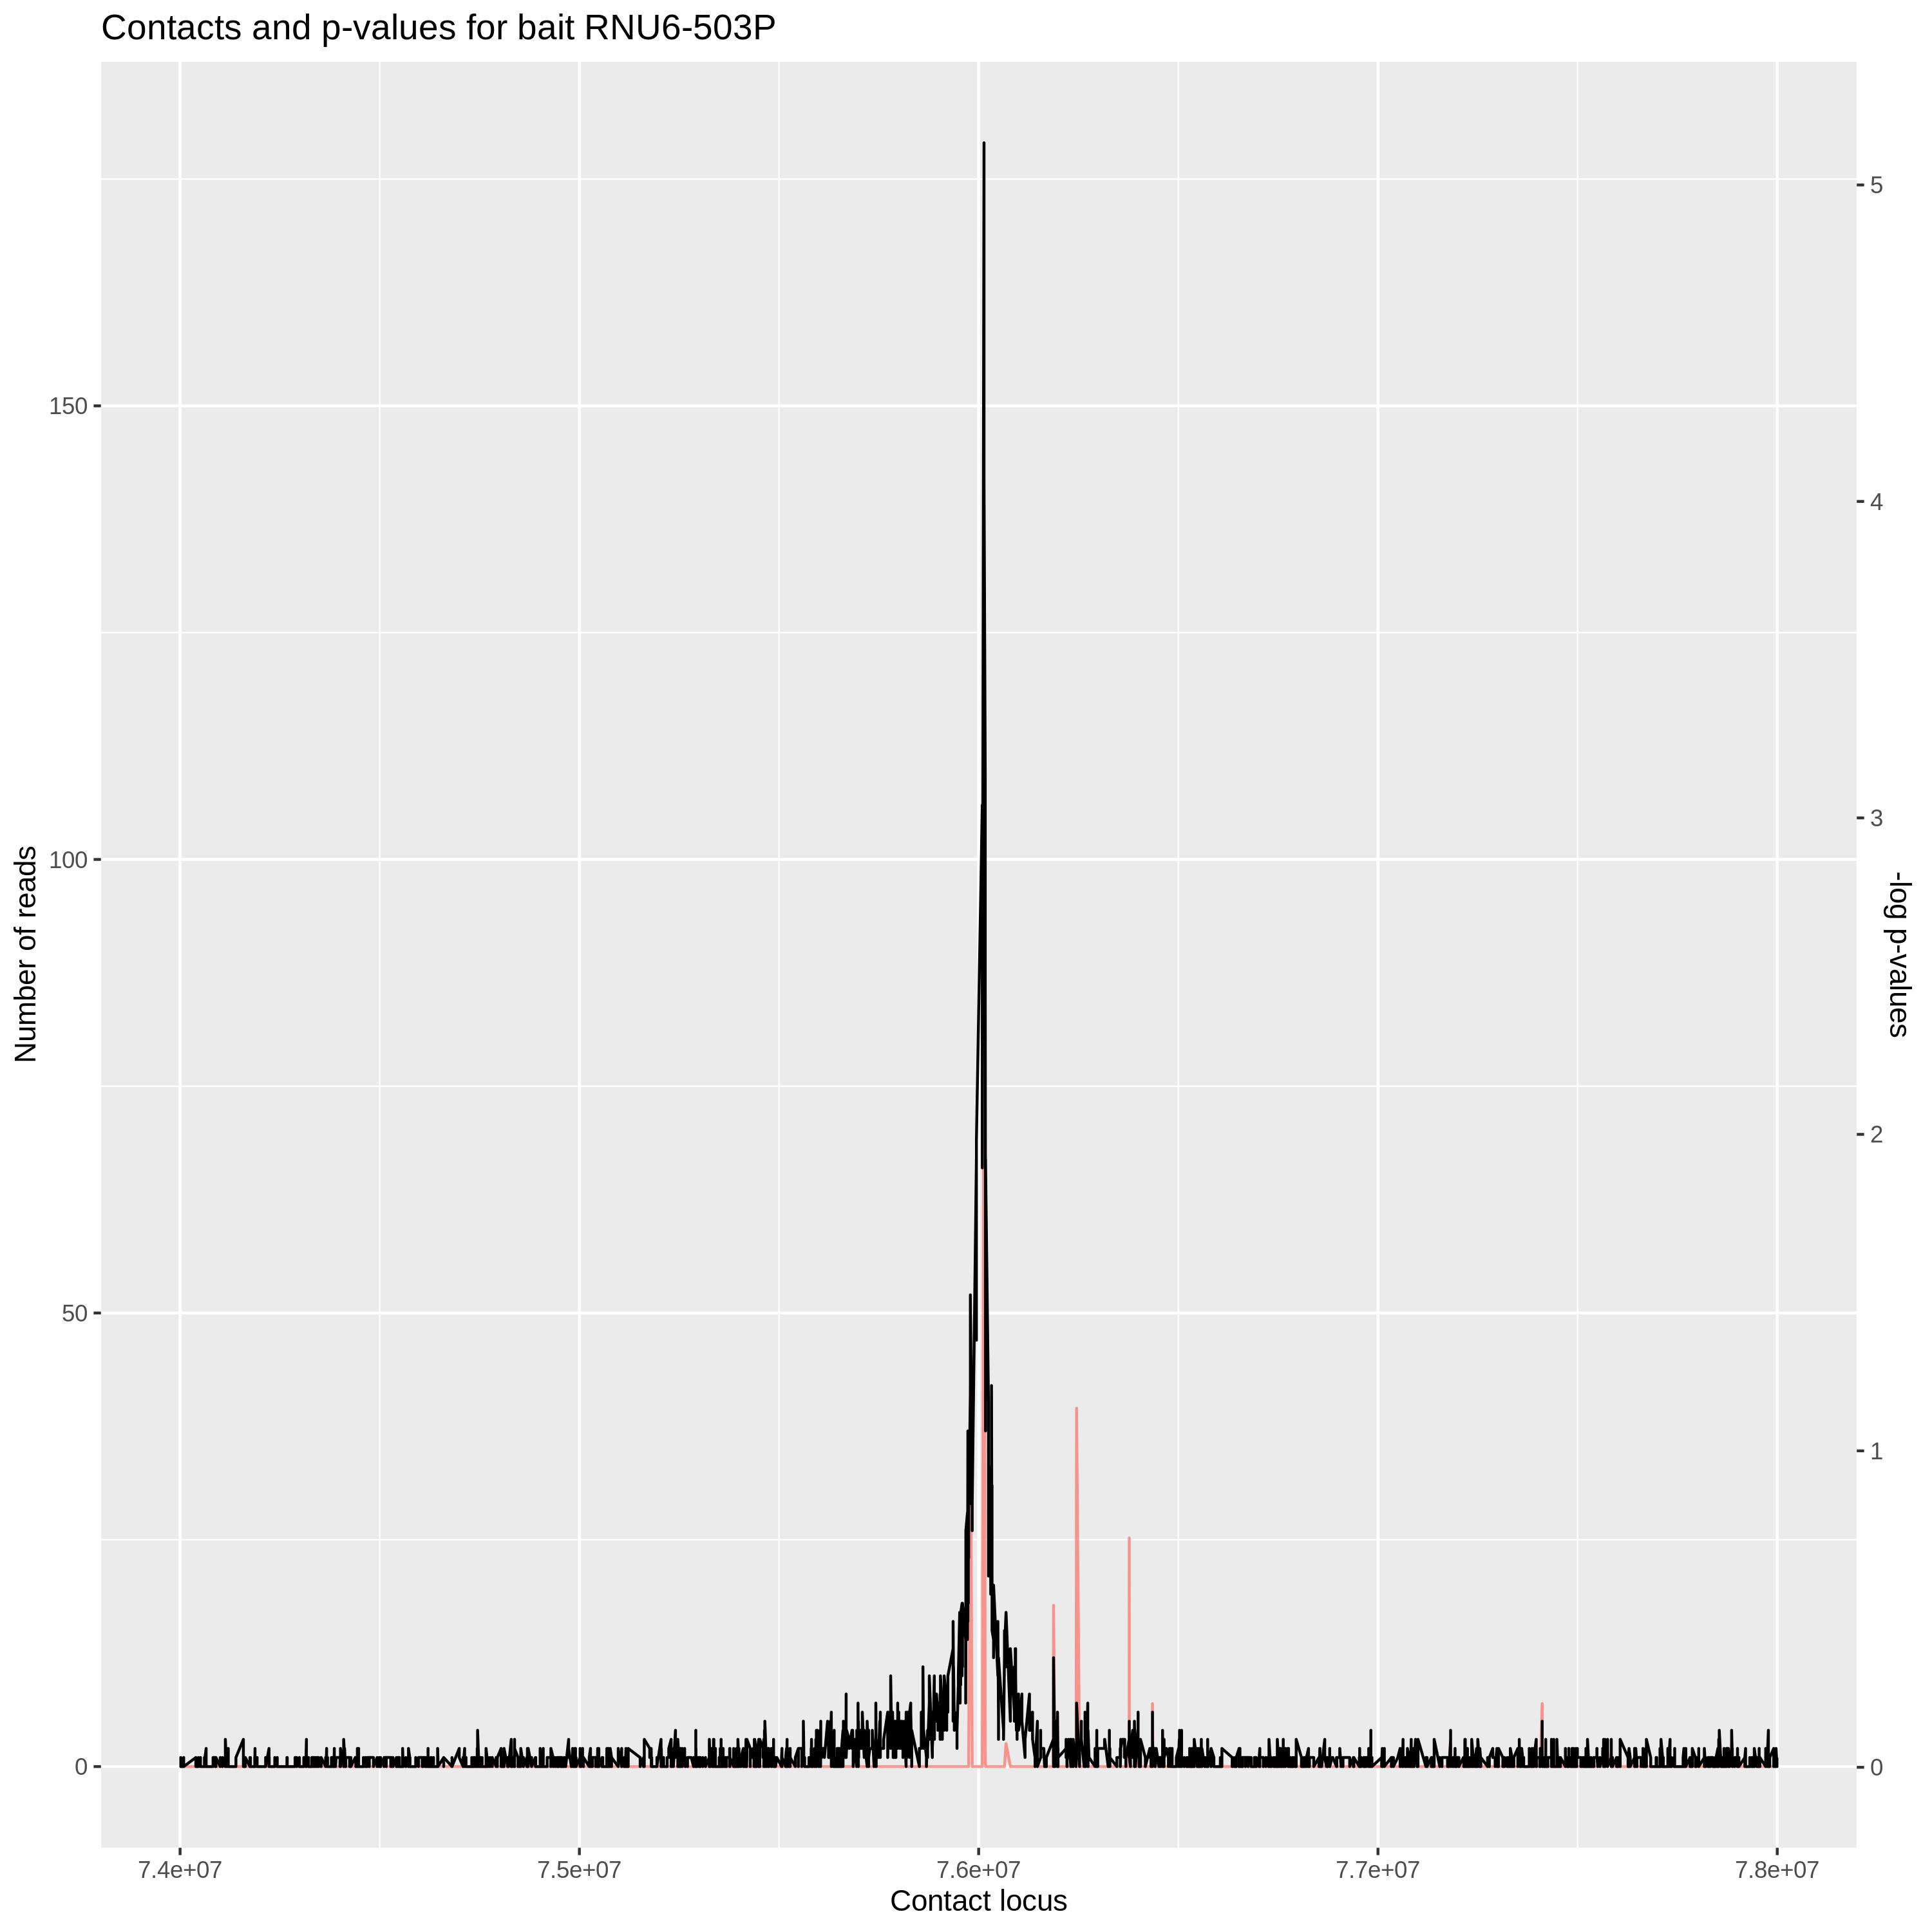 Contacts and p-values for bait RNU6-503P
150
100
50
0
Number of reads
5
4
3
2
1
0
-log p-values
7.4e+07 7.5e+07 7.6e+07 7.7e+07 7.8e+07
Contact locus